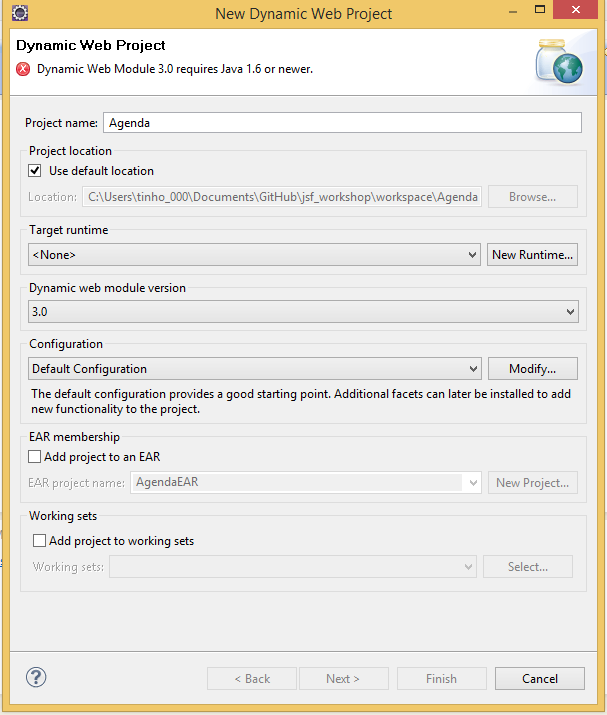 New Dynamic Web Project
Dynamic Web Project
Dynamic Web Module 3.0 requires Java 1.6 or newer.
Project name: Agenda
Project location
Use default location
Location: C:\Users\tinho_000\Documents\GitHub\jsf_workshop\workspace\Agenda Browse...
Target runtime
<None> New Runtime...
Dynamic web module version
3.0
Configuration
Default Configuration Modify...
The default configuration provides a good starting point. Additional facets can later be installed to add
new functionality to the project.
EAR membership
Add project to an EAR
EAR project name: AgendaEAR New Project...
Working sets
Add project to working sets
Working sets: Select...
? < Back Next > Finish Cancel